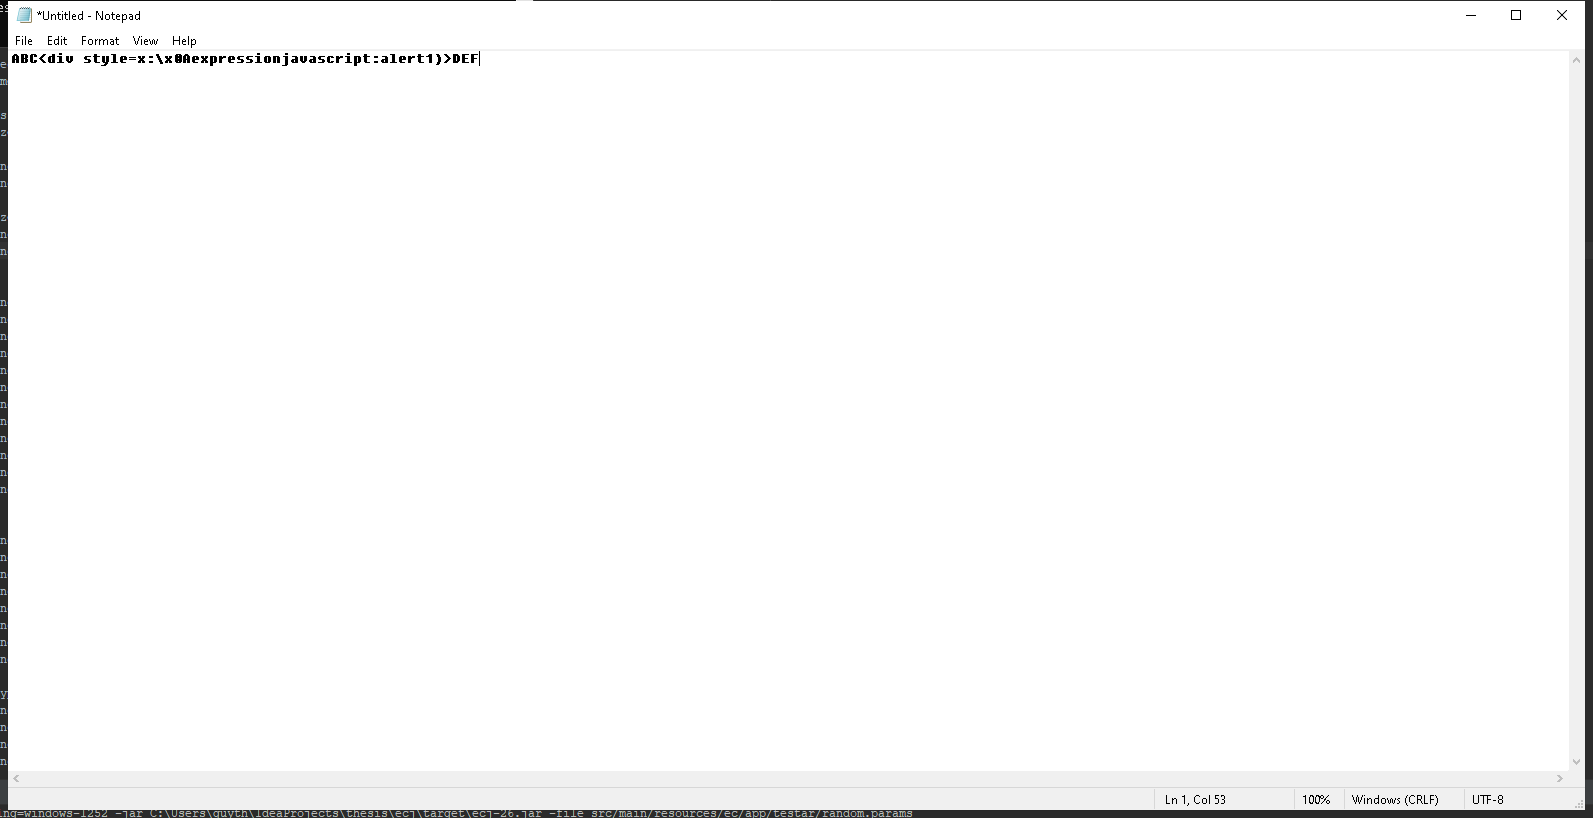 *Untitled - Notepad
File Edit Format View Help
ABC<div style=x:\x0Aexpressionjavascript:alert1)>DEF
Ln 1, Col 53 100% Windows (CRLF) UTF-8
ing=windows-1252 -jar C:\Users\guyth\IdeaProjects\thesis\ecj\target\ecj-26.jar -file src/main/resources/ec/app/testar/random.params